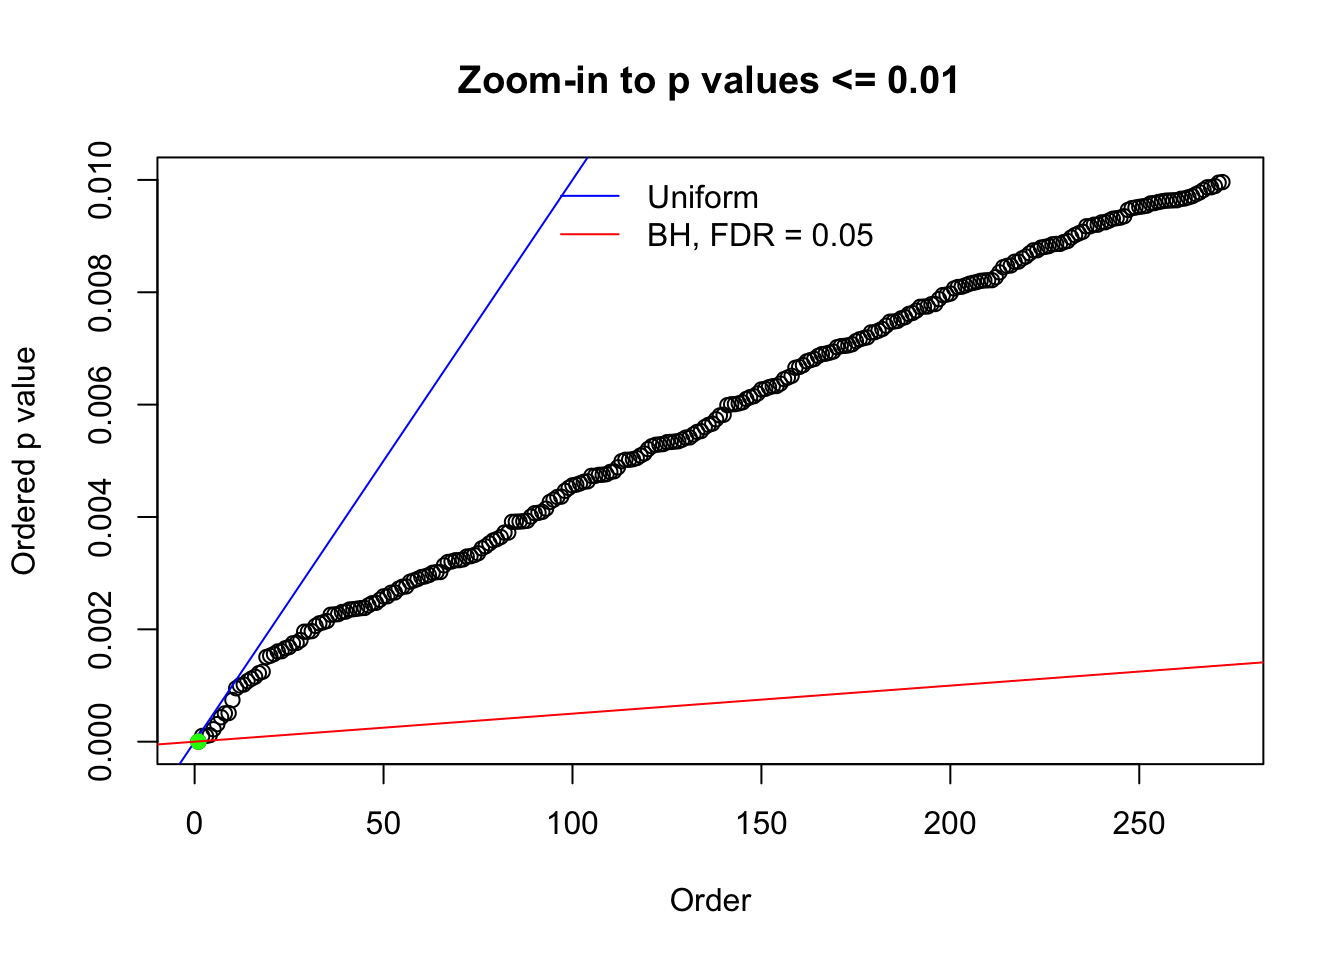 Zoom-in to p values <= 0.01
Uniform
BH, FDR = 0.05
Ordered p value
0.010
0.008
0.006
0.004
0.002
0.000
0 50 100 150 200 250
Order